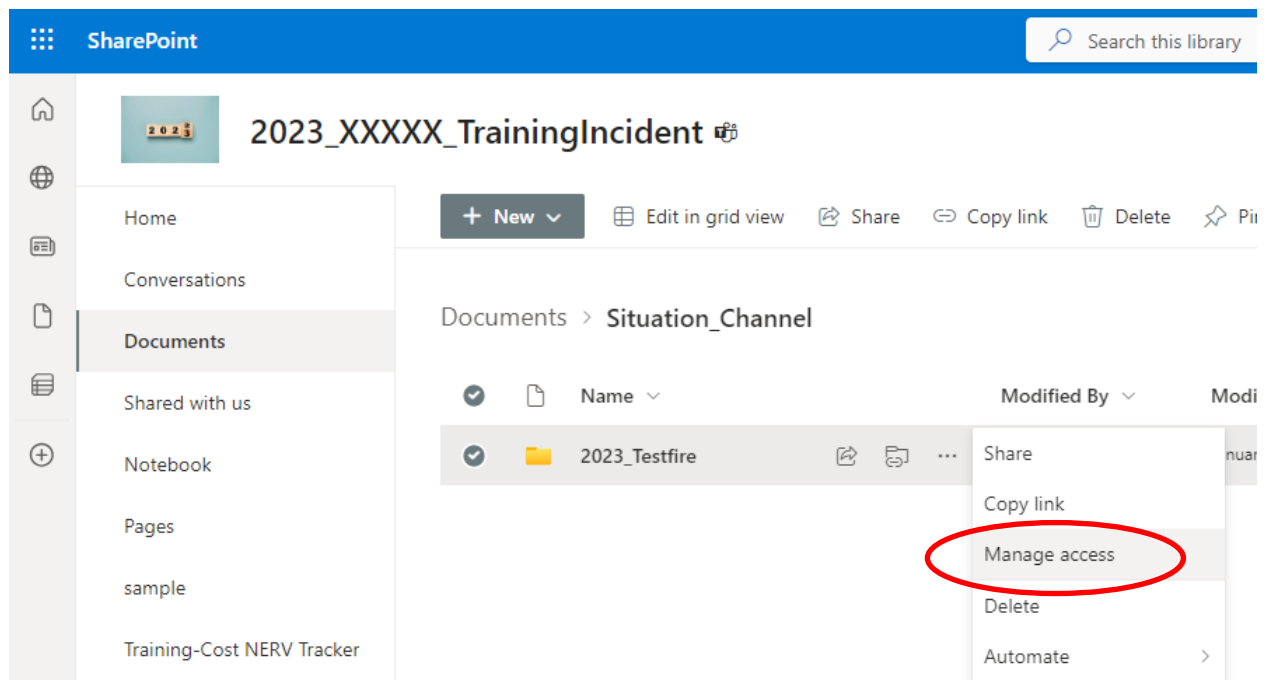 SharePoint
Search this library
2023
2023_XXXXX_TrainingIncident
Home
Conversations
Documents
Shared with us
Notebook
Pages
sample
Training-Cost NERV Tracker
+ New
Edit in grid view
Share
Copy link
Delete
Documents > Situation_Channel
Name
Modified By
2023_Testfire
Share
Copy link
Manage access
Delete
Automate